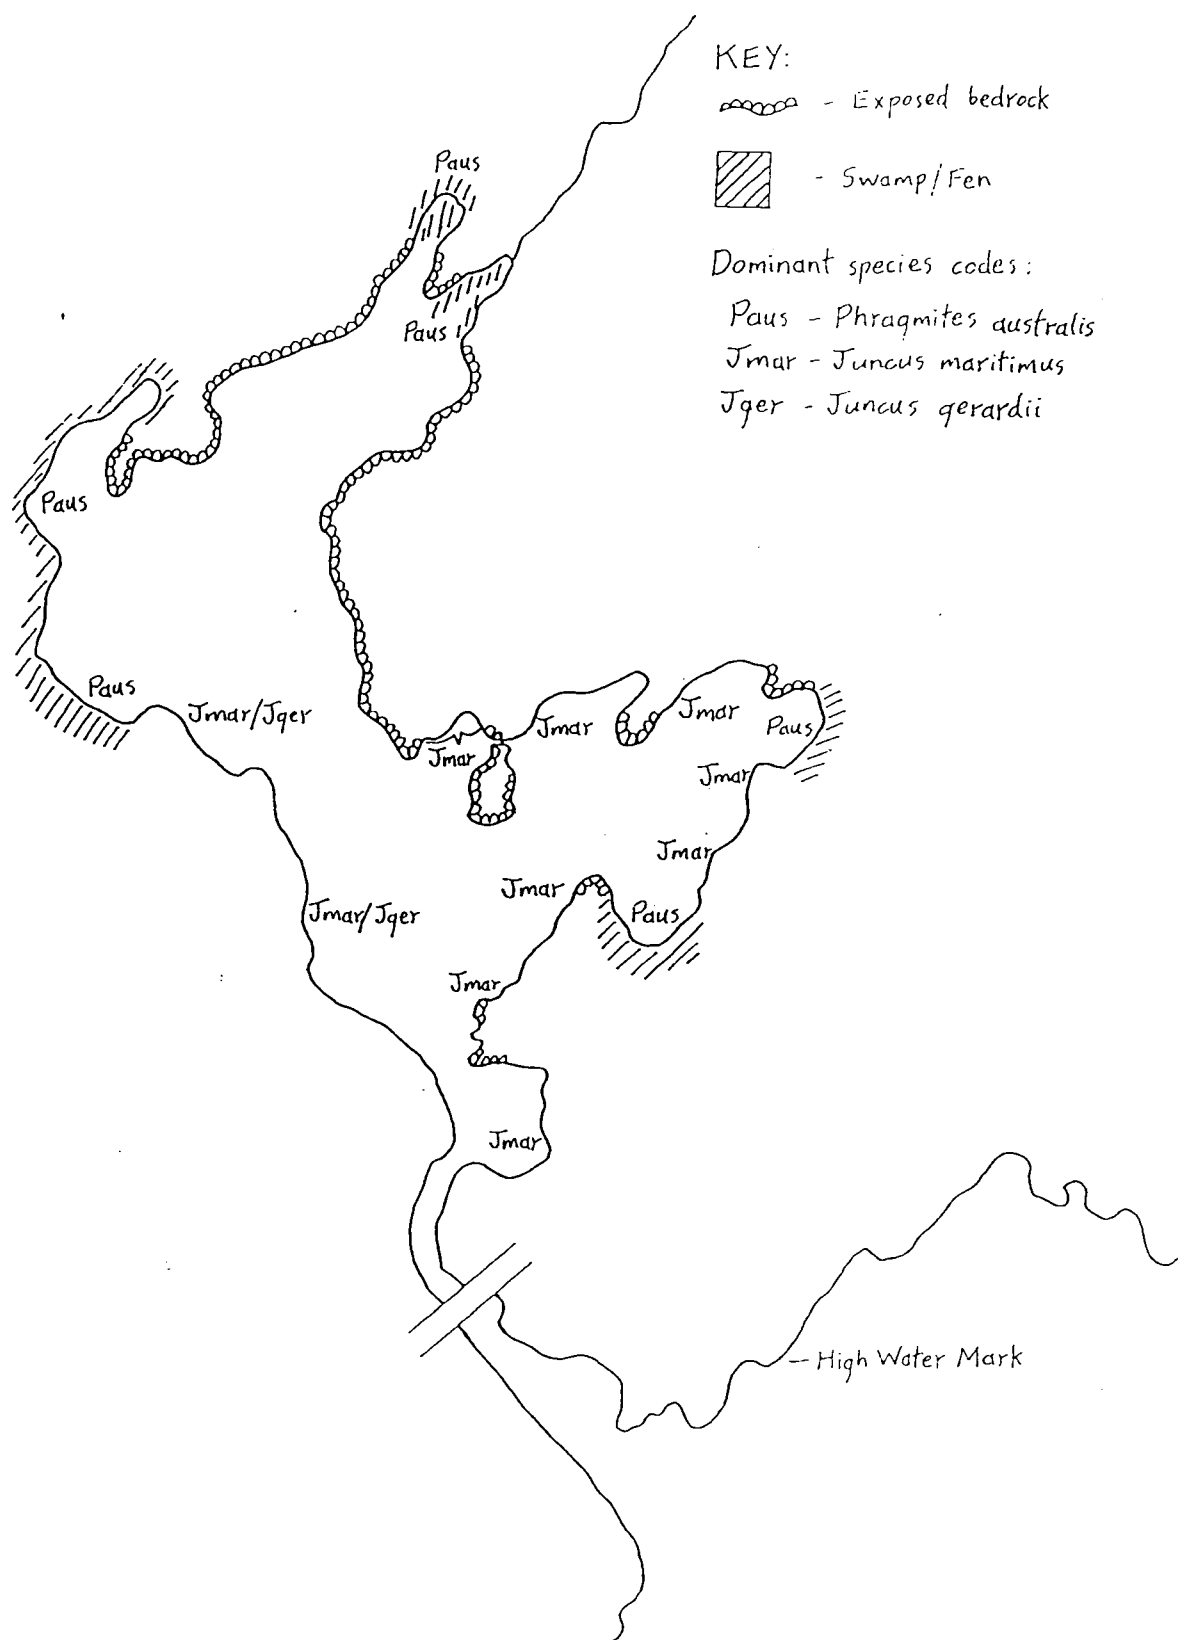 KEY:
- Exposed bedrock
- Swamp/Fen
Dominant species codes:
Paus - Phragmites australis
Jmar - Juncus maritimus
Jger - Juncus gerardii
Paus
Paus
Paus
Paus
Jmar/Jger
Jmar
Jmar
Jmar
Paus
Jmar
Jmar
Jmar
Paus
Jmar/Jger
Jmar
Jmar
- High Water Mark